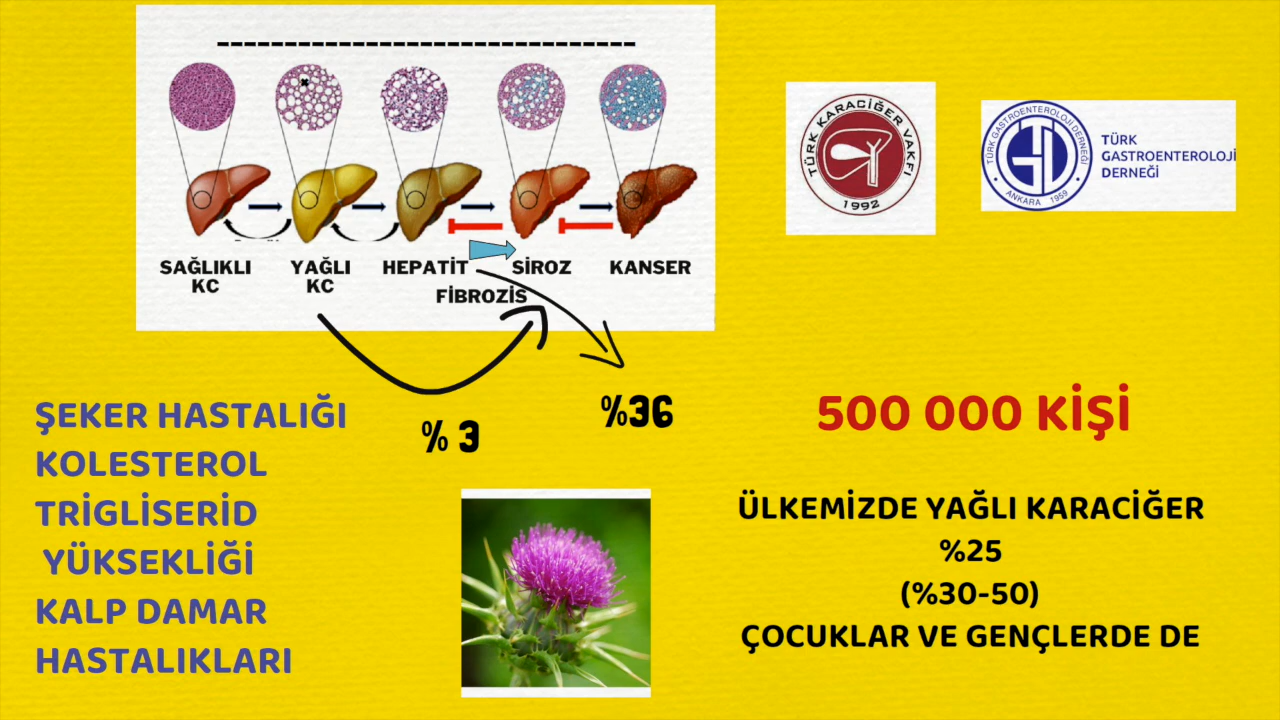 SAĞLIKLI
KC
YAĞLI
KC
HEPATİT
SİROZ
KANSER
FİBROZİS
TÜRK KARACİĞER VAKFI
1992
TÜRK GASTROENTEROLOJİ DERNEĞİ
ANKARA 1959
TÜRK
GASTROENTEROLOJİ
DERNEĞİ
% 3
%36
ŞEKER HASTALIĞI
KOLESTEROL
TRİGLİSERİD
YÜKSEKLİĞİ
KALP DAMAR
HASTALIKLARI
500 000 KİŞİ
ÜLKEMİZDE YAĞLI KARACİĞER
%25
(%30-50)
ÇOCUKLAR VE GENÇLERDE DE